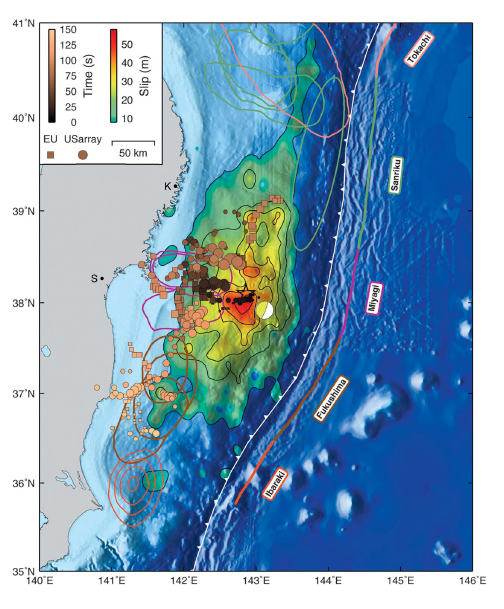 41°N
40°N
39°N
38°N
37°N
36°N
35°N
150
125
100
75
50
25
0
Time (s)
50
40
30
20
10
Slip (m)
EU USarray
50 km
K
S
Tokachi
Sanriku
Miyagi
Fukushima
Ibaraki
140°E 141°E 142°E 143°E 144°E 145°E 146°E